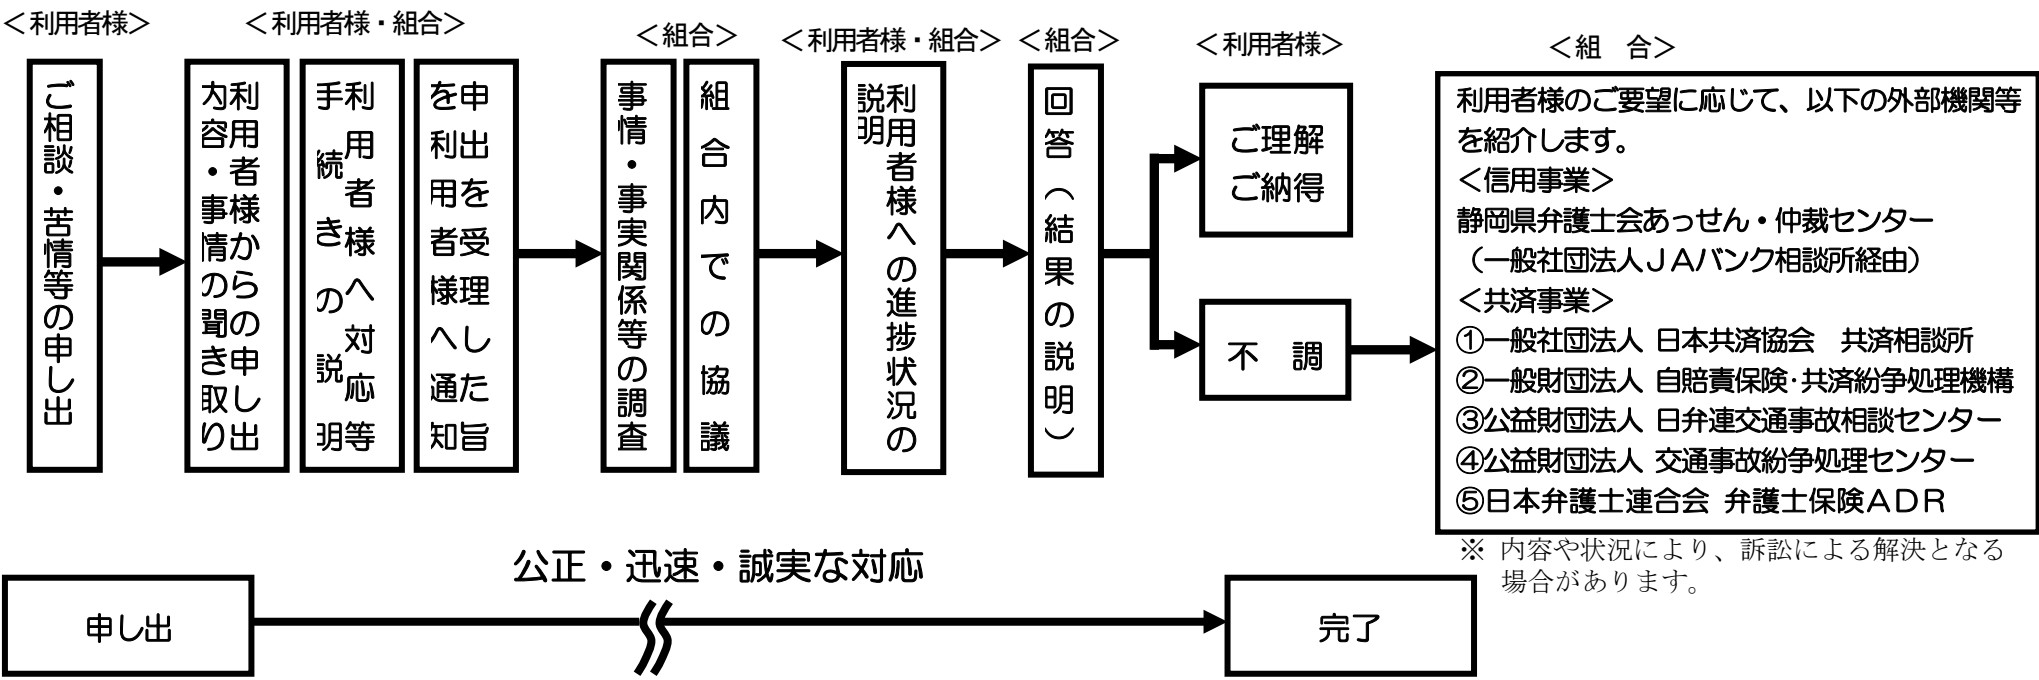 ＜利用者様＞
ご相談・苦情等の申し出
＜利用者様・組合＞
利用者様からの申し出
内容・事情の聞き取り
利用者様へ対応等
手続きの説明
申出を受理した旨
を利用者様へ通知
＜組合＞
事情・事実関係等の調査
組合内での協議
＜利用者様・組合＞
利用者様への進捗状況の
説明
＜組合＞
回答（結果の説明）
＜利用者様＞
ご理解
ご納得
不　調
＜組　合＞
利用者様のご要望に応じて、以下の外部機関等
を紹介します。
＜信用事業＞
静岡県弁護士会あっせん・仲裁センター
（一般社団法人ＪＡバンク相談所経由）
＜共済事業＞
①一般社団法人 日本共済協会　共済相談所
②一般財団法人 自賠責保険･共済紛争処理機構
③公益財団法人 日弁連交通事故相談センター
④公益財団法人 交通事故紛争処理センター
⑤日本弁護士連合会 弁護士保険ＡＤＲ
※ 内容や状況により、訴訟による解決となる
場合があります。
公正・迅速・誠実な対応
申し出
完了